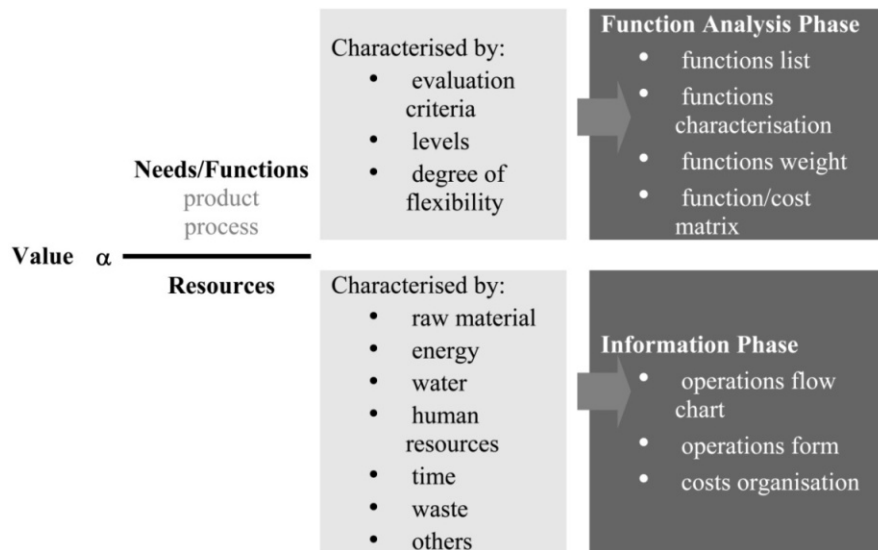 Value α
Needs/Functions
product
process
Resources
Characterised by:
• evaluation
criteria
• levels
• degree of
flexibility
Function Analysis Phase
• functions list
• functions
characterisation
• functions weight
• function/cost
matrix
Characterised by:
• raw material
• energy
• water
• human
resources
• time
• waste
• others
Information Phase
• operations flow
chart
• operations form
• costs organisation